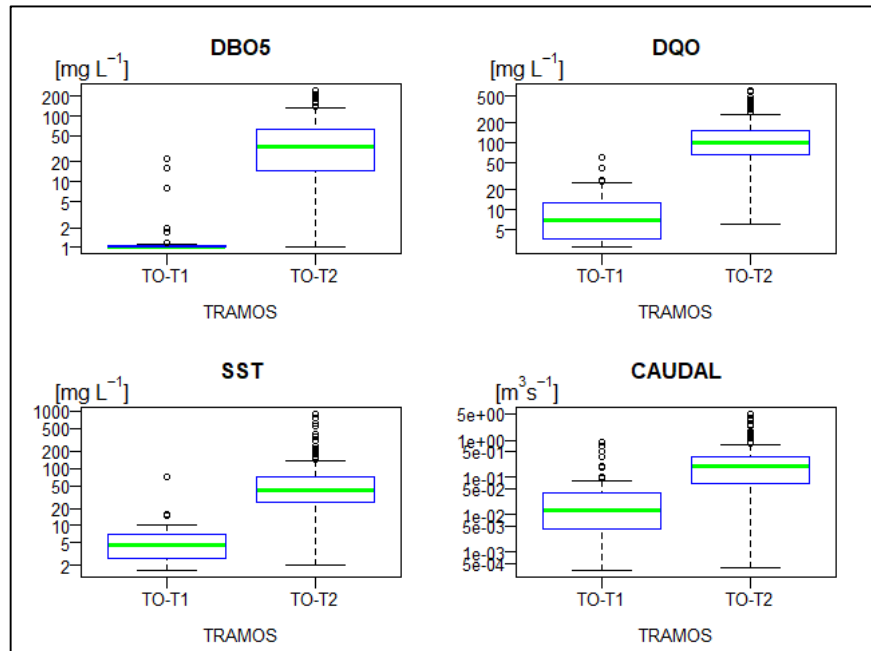 DBO5
[mg L⁻¹]
200
100
50
20
10
5
2
1
TO-T1 TO-T2
TRAMOS
DQO
[mg L⁻¹]
500
200
100
50
20
10
5
TO-T1 TO-T2
TRAMOS
SST
[mg L⁻¹]
1000
500
200
100
50
20
10
5
2
TO-T1 TO-T2
TRAMOS
CAUDAL
[m³s⁻¹]
5e+00
1e+00
5e-01
1e-01
5e-02
1e-02
5e-03
1e-03
5e-04
TO-T1 TO-T2
TRAMOS